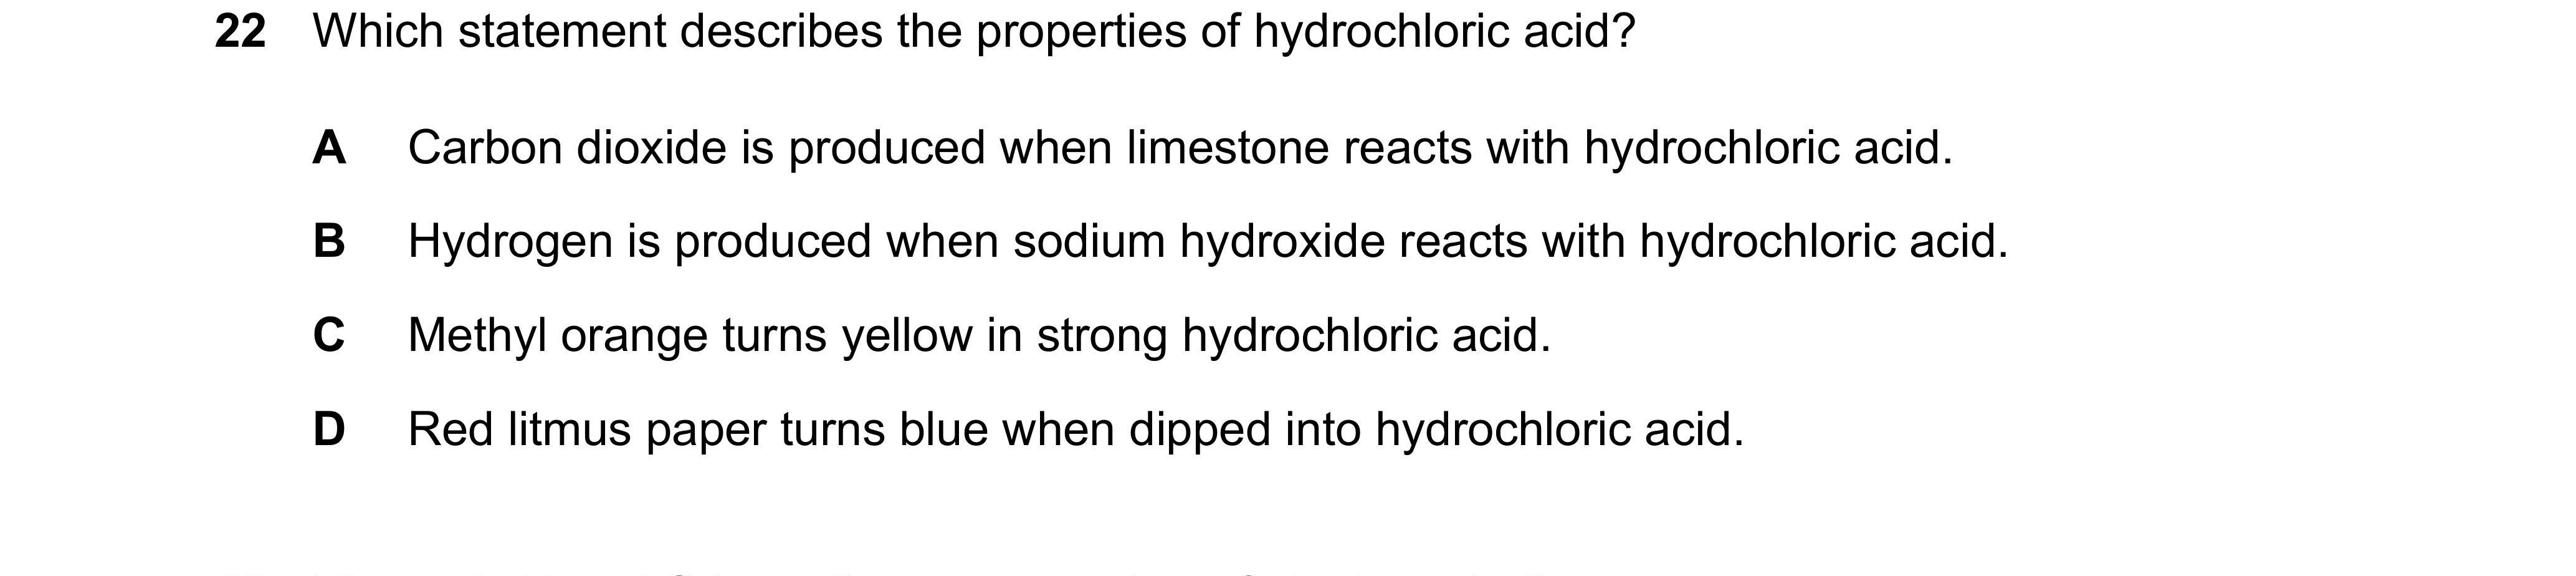 22 Which statement describes the properties of hydrochloric acid?
A Carbon dioxide is produced when limestone reacts with hydrochloric acid.
B Hydrogen is produced when sodium hydroxide reacts with hydrochloric acid.
C Methyl orange turns yellow in strong hydrochloric acid.
D Red litmus paper turns blue when dipped into hydrochloric acid.